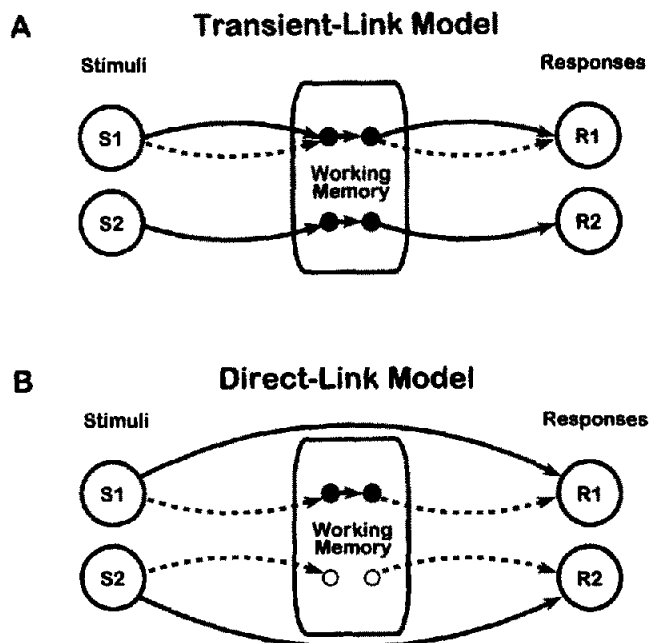 A Transient-Link Model
Stimuli Responses
S1 R1
Working
Memory
S2 R2
B Direct-Link Model
Stimuli Responses
S1 R1
Working
Memory
S2 R2